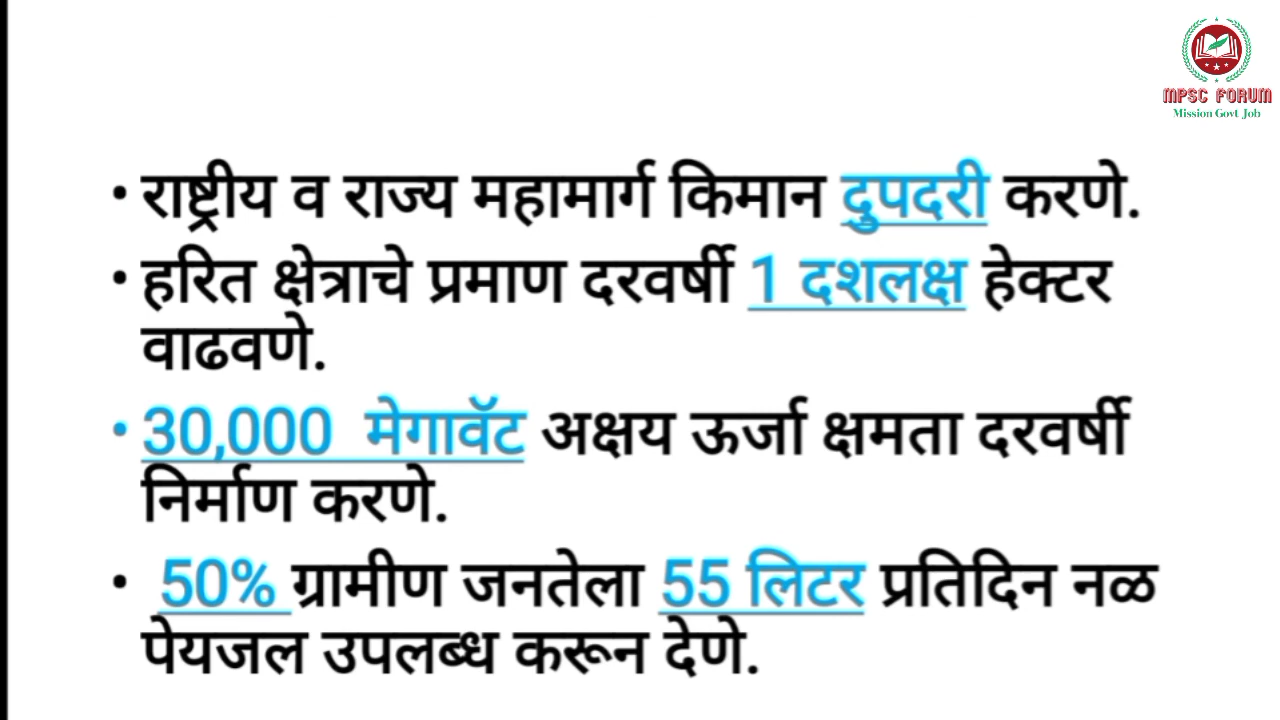 MPSC FORUM
Mission Govt Job
• राष्ट्रीय व राज्य महामार्ग किमान दुपदरी करणे.
• हरित क्षेत्राचे प्रमाण दरवर्षी 1 दशलक्ष हेक्टर
वाढवणे.
• 30,000 मेगावॅट अक्षय ऊर्जा क्षमता दरवर्षी
निर्माण करणे.
• 50% ग्रामीण जनतेला 55 लिटर प्रतिदिन नळ
पेयजल उपलब्ध करून देणे.